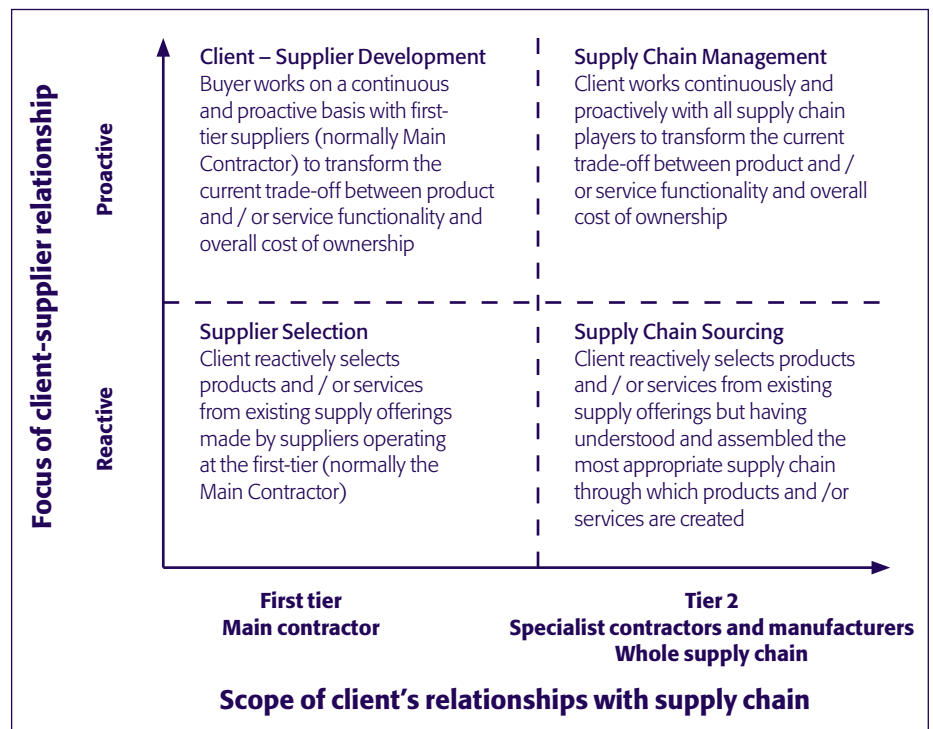 Focus of client-supplier relationship
Proactive
Reactive
Client – Supplier Development
Buyer works on a continuous
and proactive basis with first-
tier suppliers (normally Main
Contractor) to transform the
current trade-off between product
and / or service functionality and
overall cost of ownership
Supply Chain Management
Client works continuously and
proactively with all supply chain
players to transform the current
trade-off between product and /
or service functionality and overall
cost of ownership
Supplier Selection
Client reactively selects
products and / or services
from existing supply offerings
made by suppliers operating
at the first-tier (normally the
Main Contractor)
Supply Chain Sourcing
Client reactively selects products
and / or services from existing
supply offerings but having
understood and assembled the
most appropriate supply chain
through which products and /or
services are created
First tier
Main contractor
Tier 2
Specialist contractors and manufacturers
Whole supply chain
Scope of client's relationships with supply chain